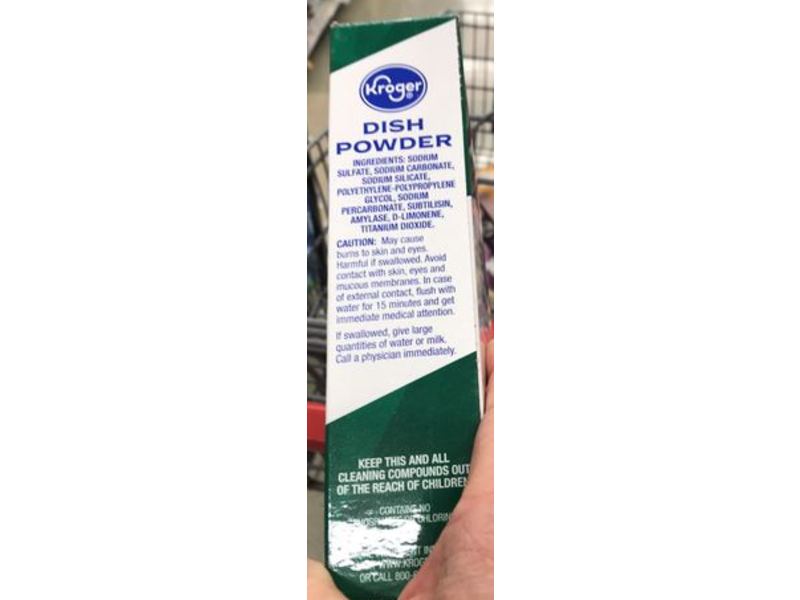 Kroger
DISH
POWDER
INGREDIENTS: SODIUM
SULFATE, SODIUM CARBONATE,
SODIUM SILICATE,
POLYETHYLENE-POLYPROPYLENE
GLYCOL, SODIUM
PERCARBONATE, SUBTILISIN,
AMYLASE, D-LIMONENE,
TITANIUM DIOXIDE.
CAUTION: May cause
burns to skin and eyes.
Harmful if swallowed. Avoid
contact with skin, eyes and
mucous membranes. In case
of external contact, flush with
water for 15 minutes and get
immediate medical attention.
If swallowed, give large
quantities of water or milk.
Call a physician immediately.
KEEP THIS AND ALL
CLEANING COMPOUNDS OUT
OF THE REACH OF CHILDREN
CONTAINS NO
OR CALL 800-